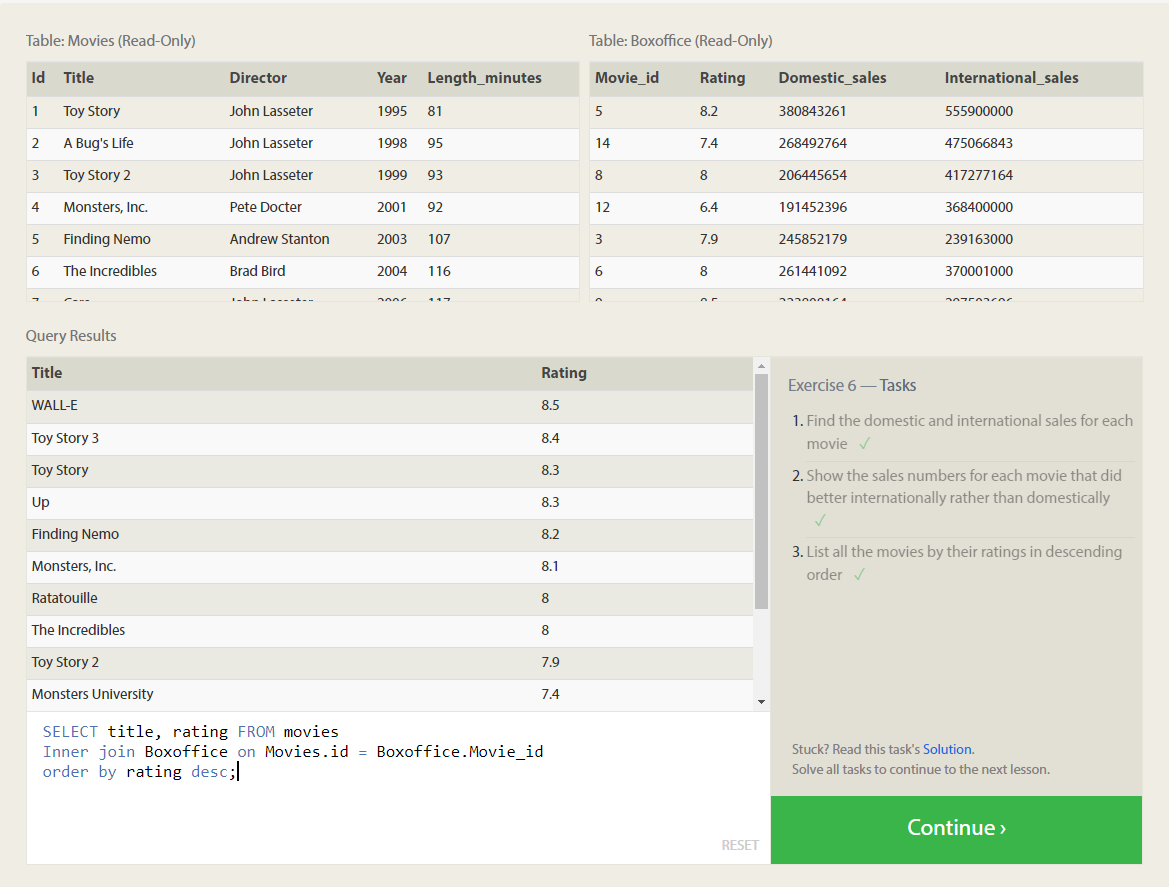 Table: Movies (Read-Only)
Id Title Director Year Length_minutes
1 Toy Story John Lasseter 1995 81
2 A Bug's Life John Lasseter 1998 95
3 Toy Story 2 John Lasseter 1999 93
4 Monsters, Inc. Pete Docter 2001 92
5 Finding Nemo Andrew Stanton 2003 107
6 The Incredibles Brad Bird 2004 116
Table: Boxoffice (Read-Only)
Movie_id Rating Domestic_sales International_sales
5 8.2 380843261 555900000
14 7.4 268492764 475066843
8 8 206445654 417277164
12 6.4 191452396 368400000
3 7.9 245852179 239163000
6 8 261441092 370001000
Query Results
Title Rating
WALL-E 8.5
Toy Story 3 8.4
Toy Story 8.3
Up 8.3
Finding Nemo 8.2
Monsters, Inc. 8.1
Ratatouille 8
The Incredibles 8
Toy Story 2 7.9
Monsters University 7.4
SELECT title, rating FROM movies
Inner join Boxoffice on Movies.id = Boxoffice.Movie_id
order by rating desc;
RESET
Exercise 6 — Tasks
1. Find the domestic and international sales for each
movie ✓
2. Show the sales numbers for each movie that did
better internationally rather than domestically
✓
3. List all the movies by their ratings in descending
order ✓
Stuck? Read this task's Solution.
Solve all tasks to continue to the next lesson.
Continue ›